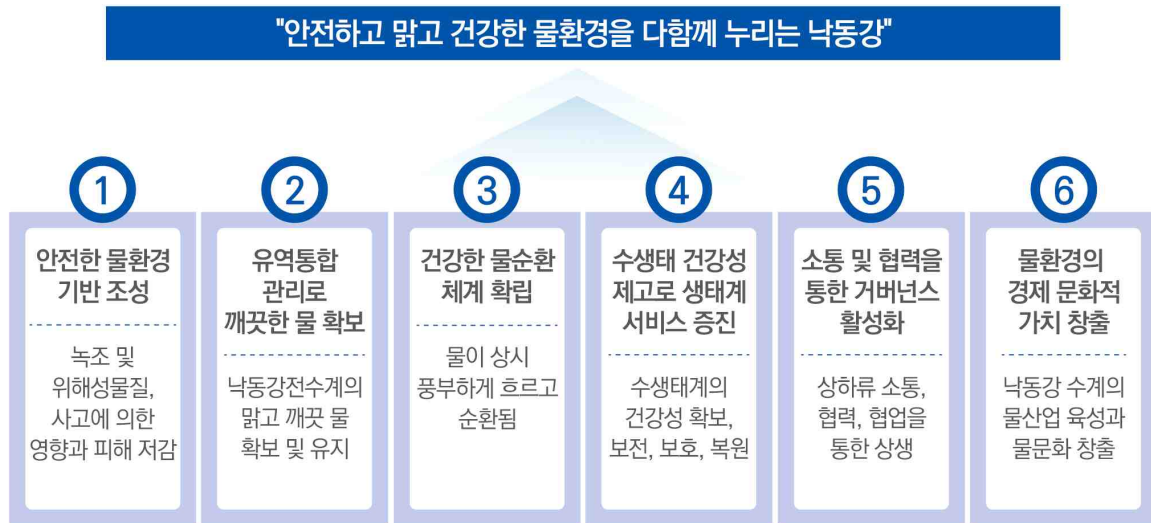 "안전하고 맑고 건강한 물환경을 다함께 누리는 낙동강"
1
안전한 물환경
기반 조성
녹조 및
위해성물질,
사고에 의한
영향과 피해 저감
2
유역통합
관리로
깨끗한 물 확보
낙동강전수계의
맑고 깨끗 물
확보 및 유지
3
건강한 물순환
체계 확립
물이 상시
풍부하게 흐르고
순환됨
4
수생태 건강성
제고로 생태계
서비스 증진
수생태계의
건강성 확보,
보전, 보호, 복원
5
소통 및 협력을
통한 거버넌스
활성화
상하류 소통,
협력, 협업을
통한 상생
6
물환경의
경제 문화적
가치 창출
낙동강 수계의
물산업 육성과
물문화 창출